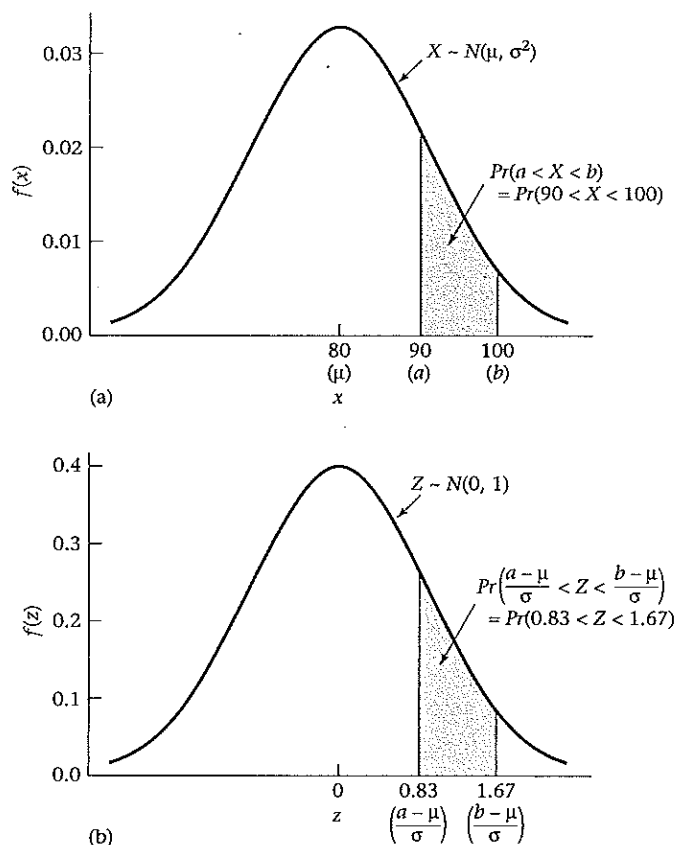 0.03
X ~ N(μ, σ²)
0.02
f(x)
Pr(a < X < b)
= Pr(90 < X < 100)
0.01
0.00
80
90
100
(μ)
(a)
(b)
(a)
x
0.4
Z ~ N(0, 1)
0.3
Pr(a – μ / σ < Z < b – μ / σ)
= Pr(0.83 < Z < 1.67)
f(z)
0.2
0.1
0.0
0
0.83
1.67
z
(a – μ / σ)
(b – μ / σ)
(b)